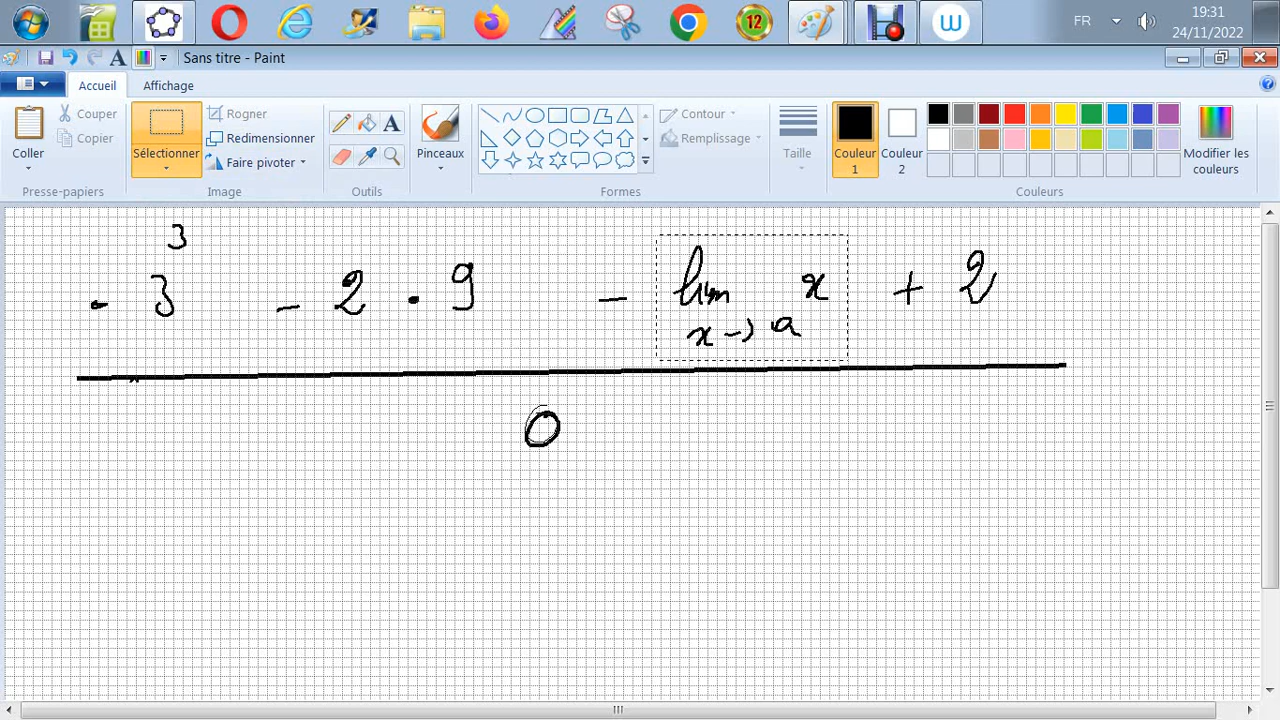 12
W
FR
19:31
24/11/2022
Sans titre - Paint
Accueil Affichage
Coller
Couper
Copier
Presse-papiers
Sélectionner
Rogner
Redimensionner
Faire pivoter
Image
Outils
Pinceaux
Contour
Remplissage
Formes
Taille
Couleur 1
Couleur 2
Modifier les couleurs
Couleurs
3
. 3 - 2 . 9 - lim x + 2
x → a
0